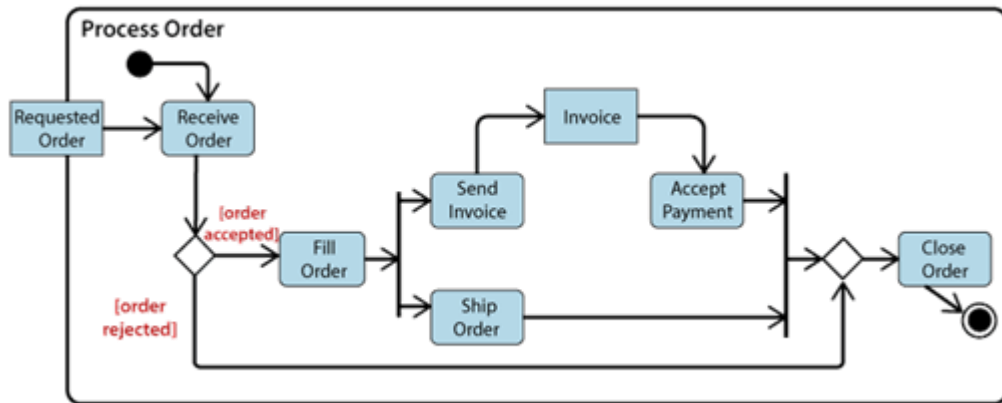 Process Order
Requested
Order
Receive
Order
Invoice
Send
Invoice
Accept
Payment
[order
accepted]
Fill
Order
Close
Order
[order
rejected]
Ship
Order